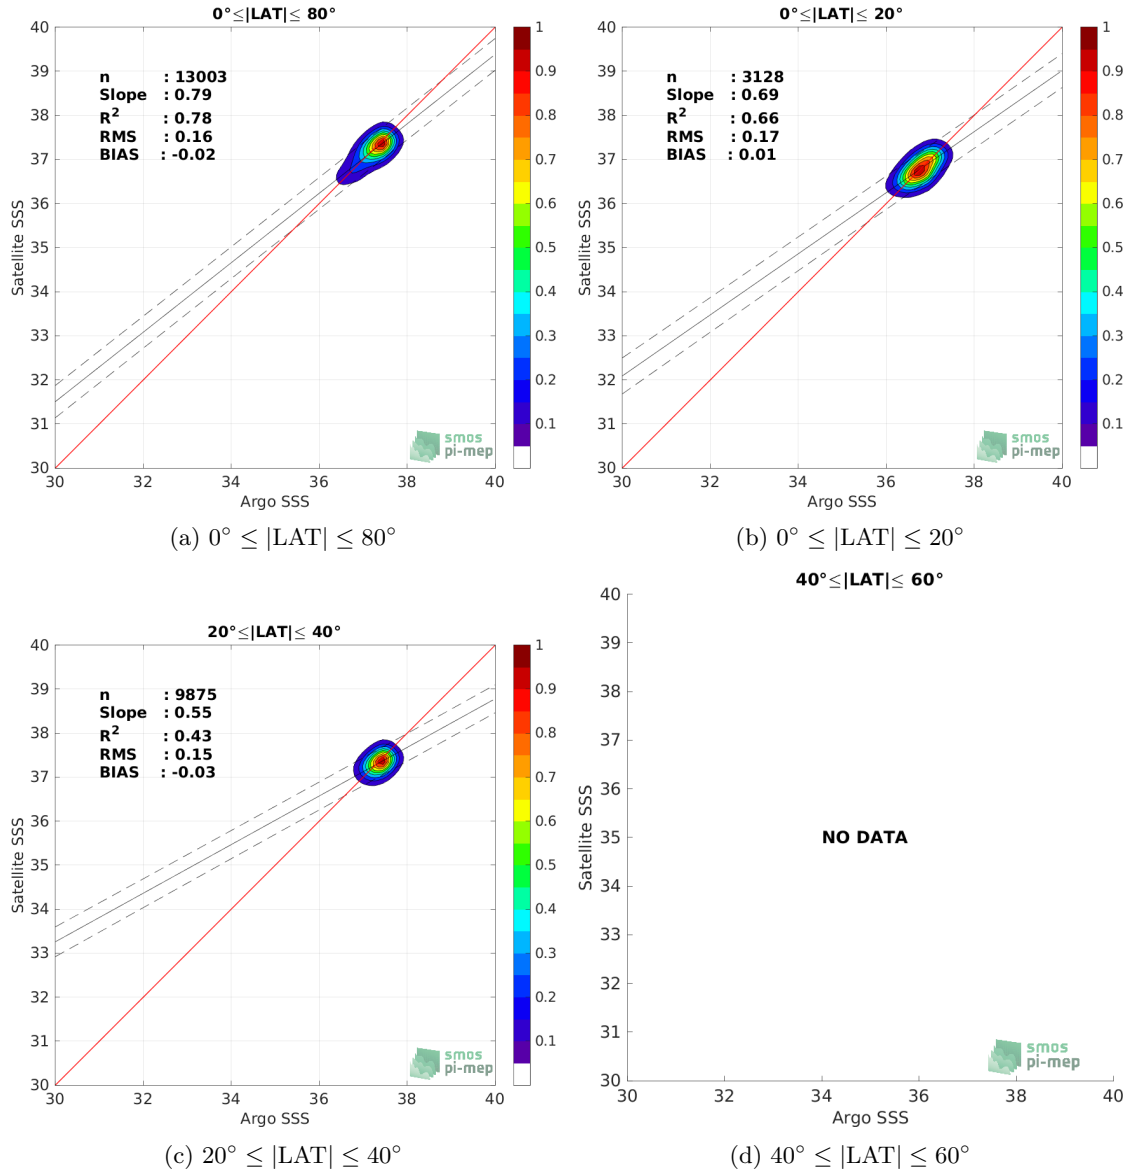 0°≤|LAT|≤ 80°
n : 13003
Slope : 0.79
R² : 0.78
RMS : 0.16
BIAS : -0.02
40
39
38
37
36
35
34
33
32
31
30
30 32 34 36 38 40
Satellite SSS
Argo SSS
1
0.9
0.8
0.7
0.6
0.5
0.4
0.3
0.2
0.1
smos
pi-mep
(a) 0° ≤ |LAT| ≤ 80°
0°≤|LAT|≤ 20°
n : 3128
Slope : 0.69
R² : 0.66
RMS : 0.17
BIAS : 0.01
40
39
38
37
36
35
34
33
32
31
30
30 32 34 36 38 40
Satellite SSS
Argo SSS
1
0.9
0.8
0.7
0.6
0.5
0.4
0.3
0.2
0.1
smos
pi-mep
(b) 0° ≤ |LAT| ≤ 20°
20°≤|LAT|≤ 40°
n : 9875
Slope : 0.55
R² : 0.43
RMS : 0.15
BIAS : -0.03
40
39
38
37
36
35
34
33
32
31
30
30 32 34 36 38 40
Satellite SSS
Argo SSS
1
0.9
0.8
0.7
0.6
0.5
0.4
0.3
0.2
0.1
smos
pi-mep
(c) 20° ≤ |LAT| ≤ 40°
40°≤|LAT|≤ 60°
40
39
38
37
36
35
34
33
32
31
30
30 32 34 36 38 40
Satellite SSS
NO DATA
Argo SSS
smos
pi-mep
(d) 40° ≤ |LAT| ≤ 60°